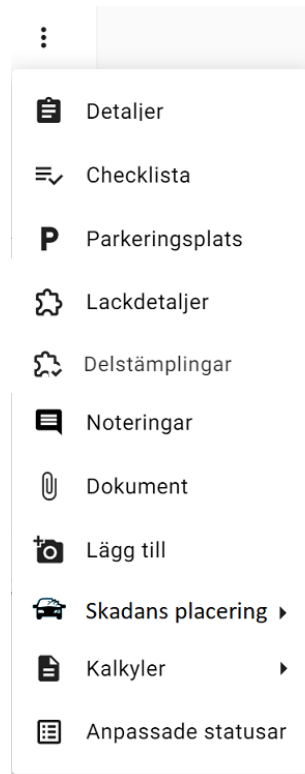 Detaljer
Checklista
Parkeringsplats
Lackdetaljer
Delstämplingar
Noteringar
Dokument
Lägg till
Skadans placering
Kalkyler
Anpassade statusar